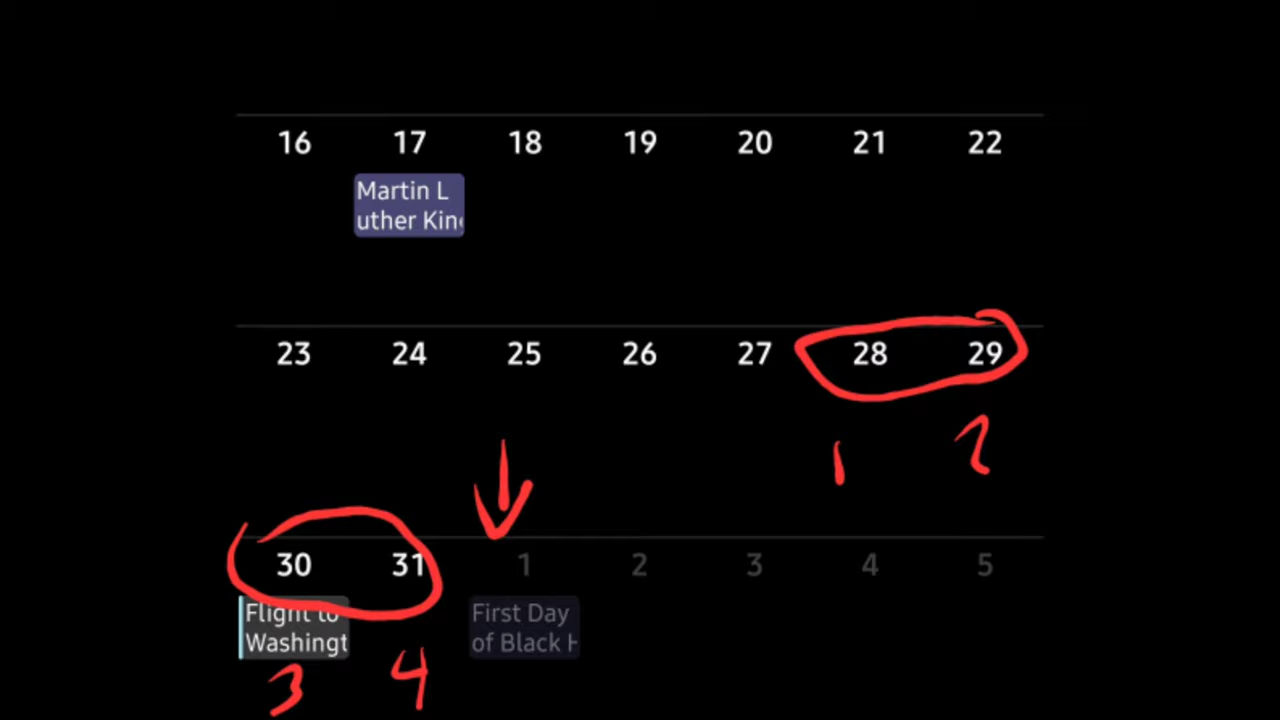 16 17 18 19 20 21 22
Martin L
uther Kin
23 24 25 26 27 28 29
1 2
30 31 1 2 3 4 5
Flight to
Washingt
First Day
of Black H
3 4